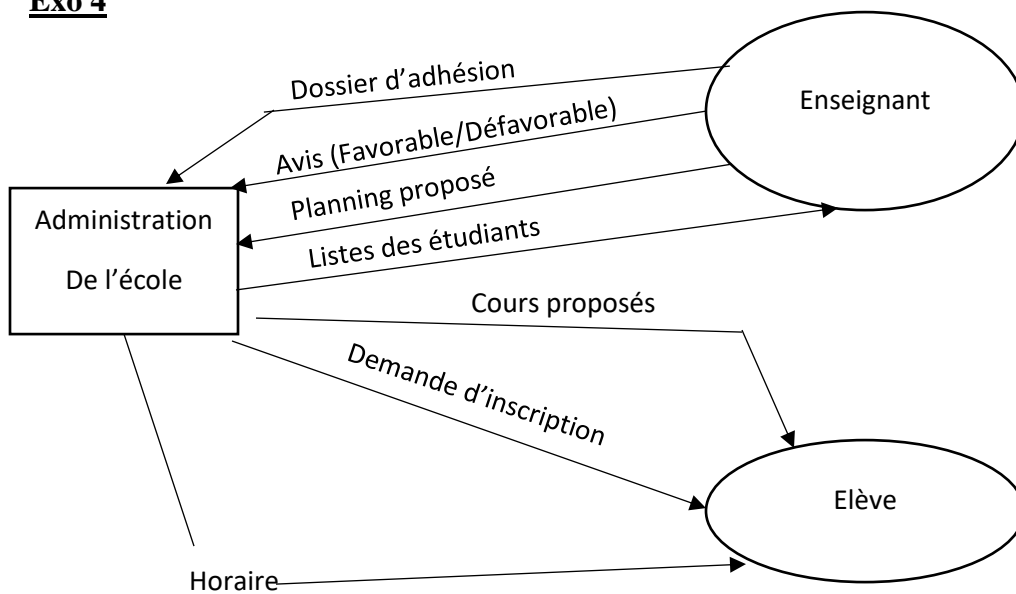 Exo 4
Dossier d’adhésion
Enseignant
Avis (Favorable/Défavorable)
Planning proposé
Administration
De l’école
Listes des étudiants
Cours proposés
Demande d’inscription
Elève
Horaire